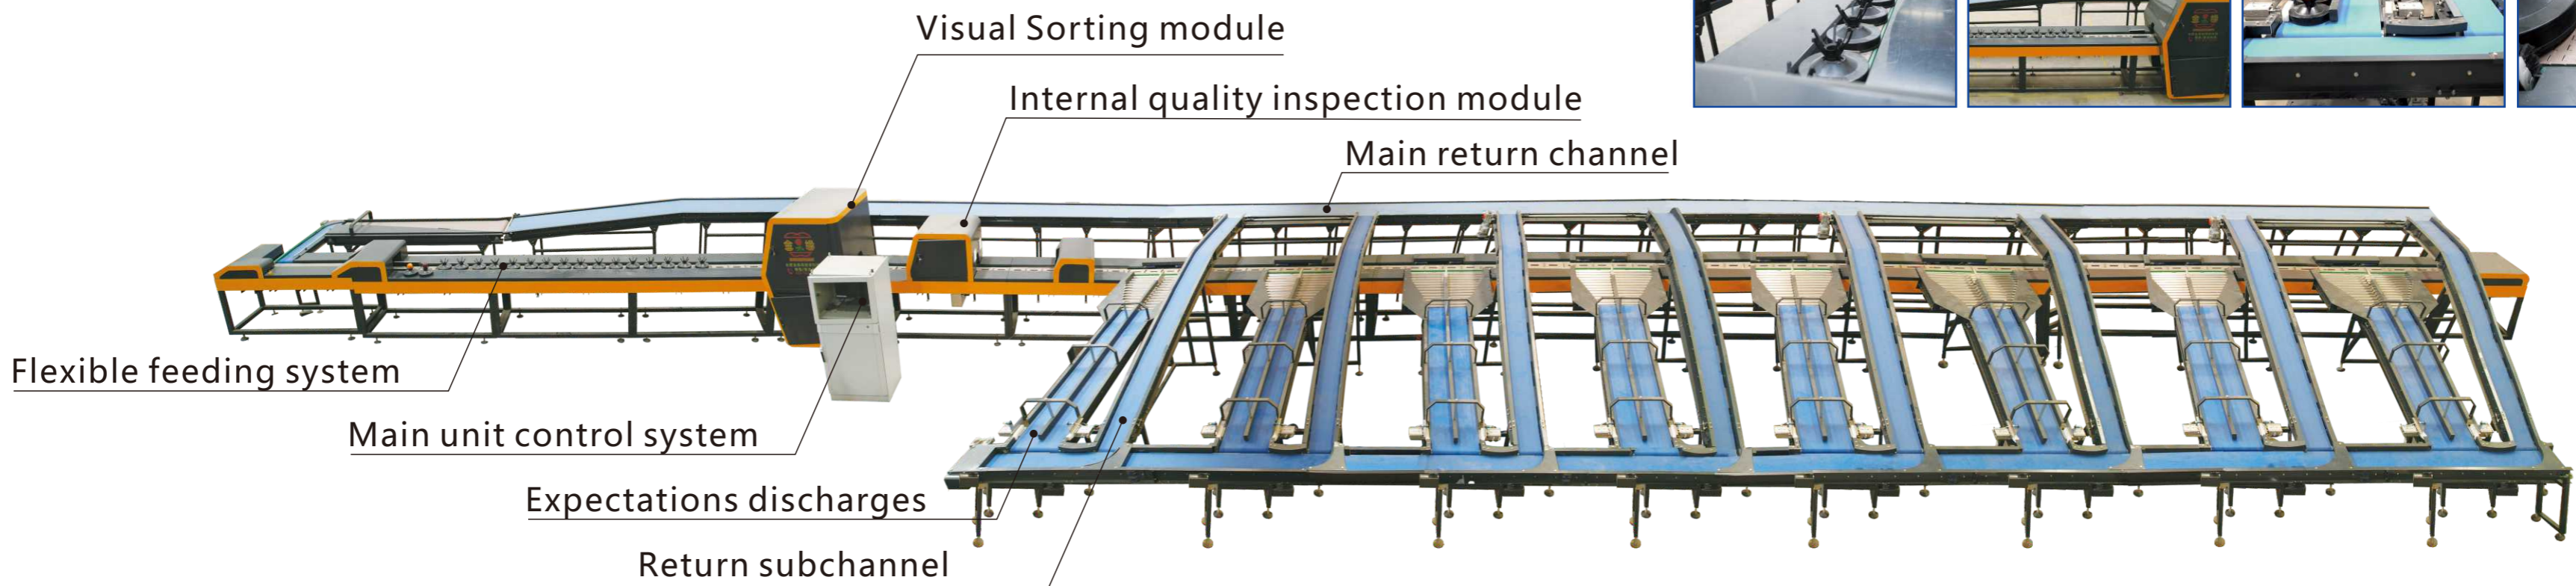 Visual Sorting module
Internal quality inspection module
Main return channel
Flexible feeding system
Main unit control system
Expectations discharges
Return subchannel